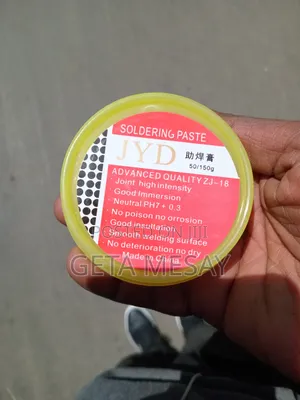 SOLDERING PASTE
JYD 助焊膏
50/150g
ADVANCED QUALITY ZJ-18
Joint high intensity
Good Immersion
Neutral PH7 ± 0.3
No poison no orrosion
Good insultation
Smooth welding surface
No deterioration no dry
Made in China
GETA MESAY